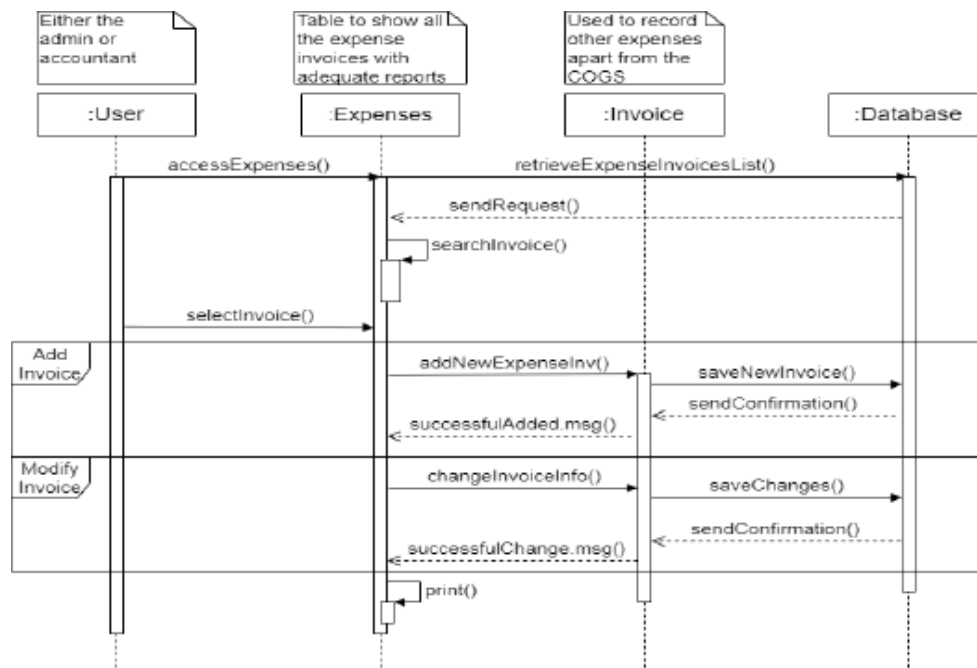 Either the
admin or
accountant
Table to show all
the expense
invoices with
adequate reports
Used to record
other expenses
apart from the
COGS
:User
:Expenses
:Invoice
:Database
accessExpenses()
retrieveExpenseInvoicesList()
sendRequest()
searchInvoice()
selectInvoice()
Add
Invoice
addNewExpenseInv()
saveNewInvoice()
sendConfirmation()
successfulAdded.msg()
Modify
Invoice
changeInvoiceInfo()
saveChanges()
sendConfirmation()
successfulChange.msg()
print()